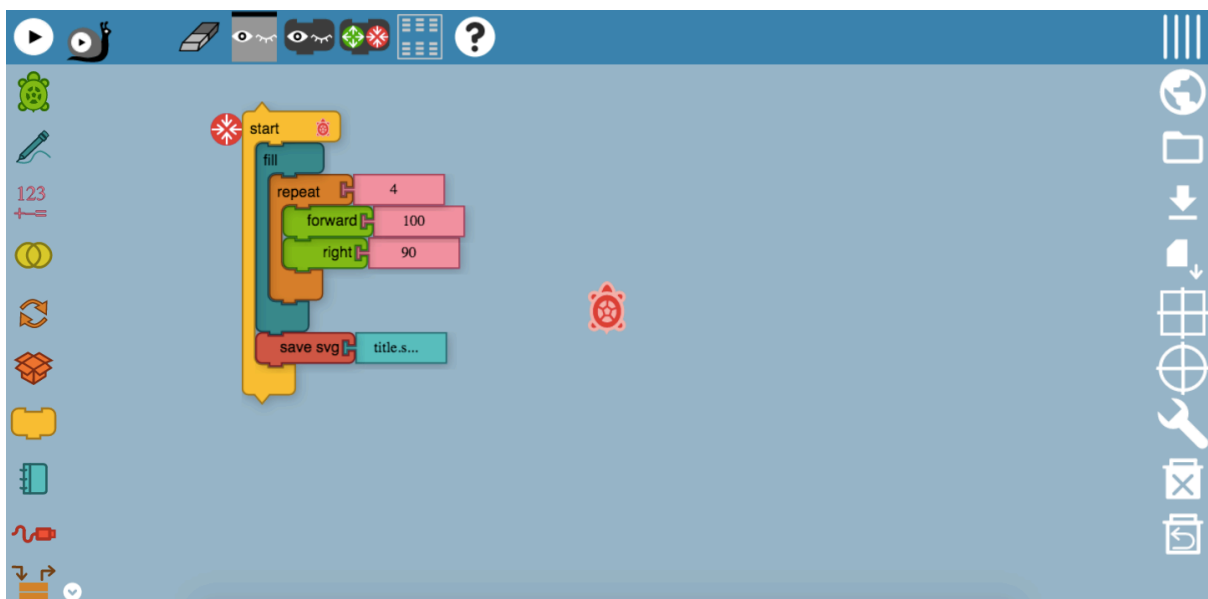 ?
123
+−=
start
fill
repeat 4
forward 100
right 90
save svg title.s...